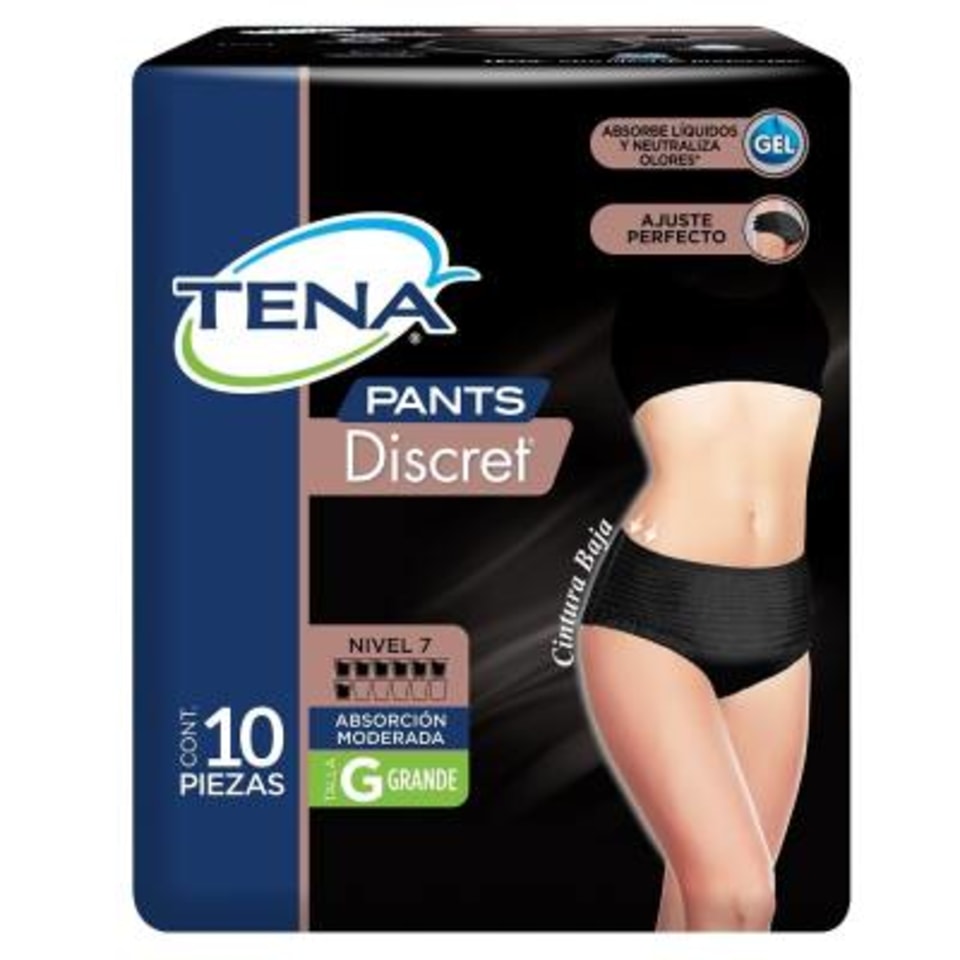 ABSORBE LÍQUIDOS
Y NEUTRALIZA
OLORES*
GEL
AJUSTE
PERFECTO
TENA®
PANTS
Discret
Cintura Baja
NIVEL 7
ABSORCIÓN
MODERADA
TALLA
G GRANDE
CONT.
10
PIEZAS